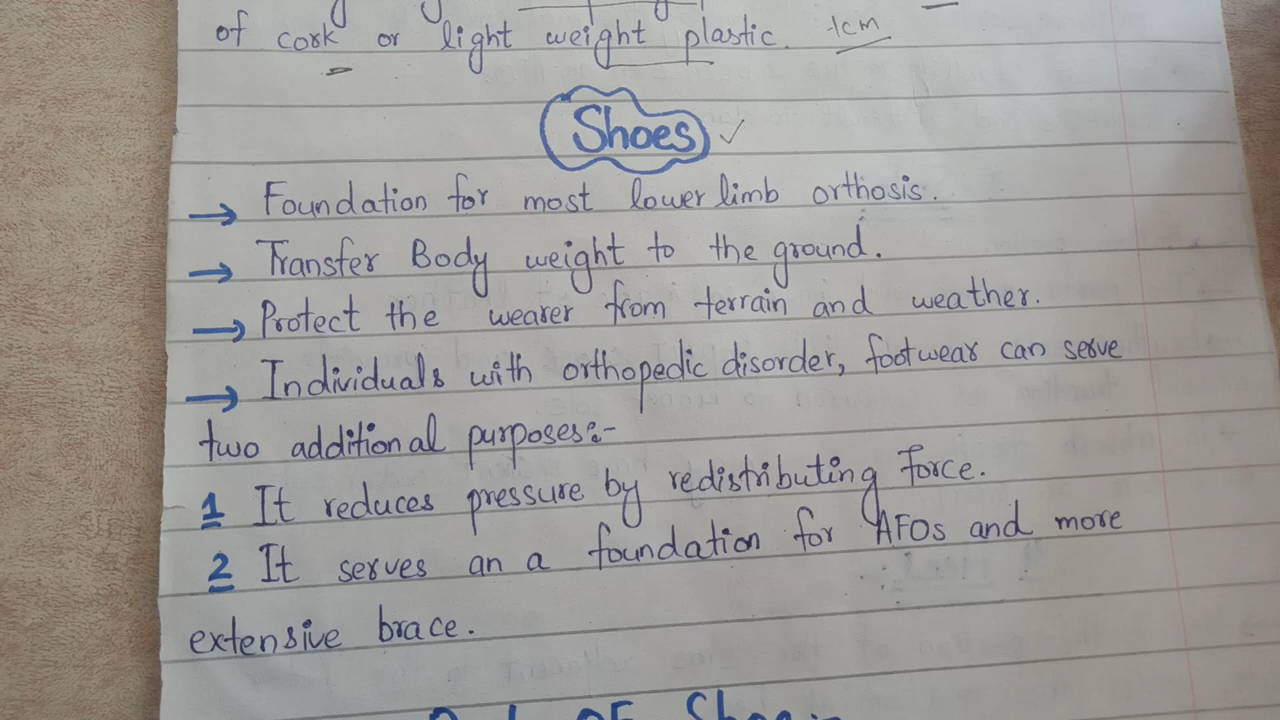 of cork or light weight plastic. 1cm
Shoes
→ Foundation for most lower limb orthosis.
→ Transfer Body weight to the ground.
→ Protect the wearer from terrain and weather.
→ Individuals with orthopedic disorder, footwear can serve
two additional purposes:-
1 It reduces pressure by redistributing force.
2 It serves an a foundation for AFOs and more
extensive brace.
OF